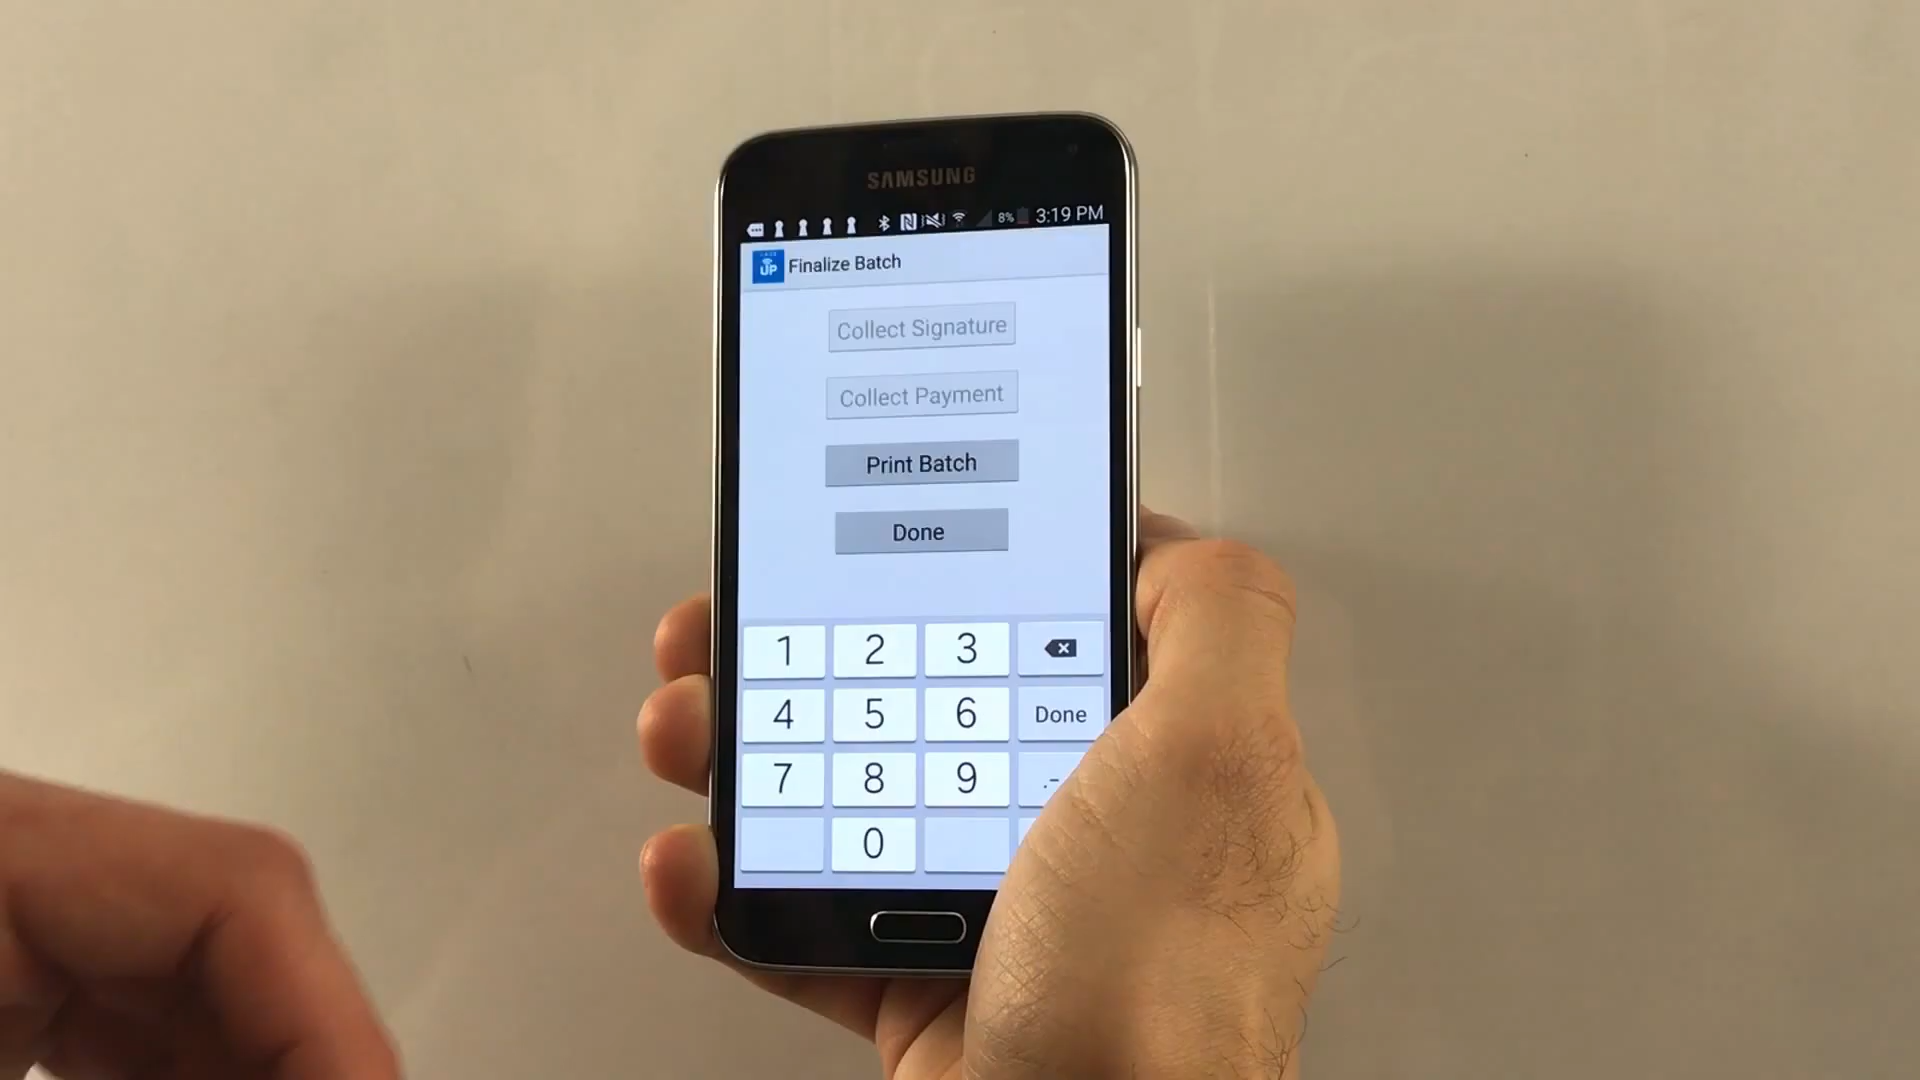 SAMSUNG
8% 3:19 PM
UP Finalize Batch
Collect Signature
Collect Payment
Print Batch
Done
1 2 3
4 5 6 Done
7 8 9 .-
0